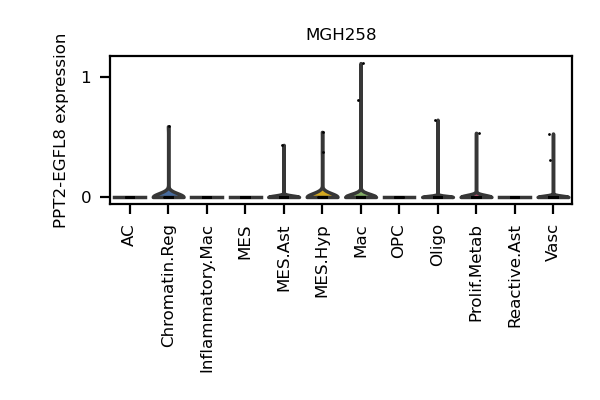 MGH258
PPT2-EGFL8 expression
1
0
AC
Chromatin.Reg
Inflammatory.Mac
MES
MES.Ast
MES.Hyp
Mac
OPC
Oligo
Prolif.Metab
Reactive.Ast
Vasc